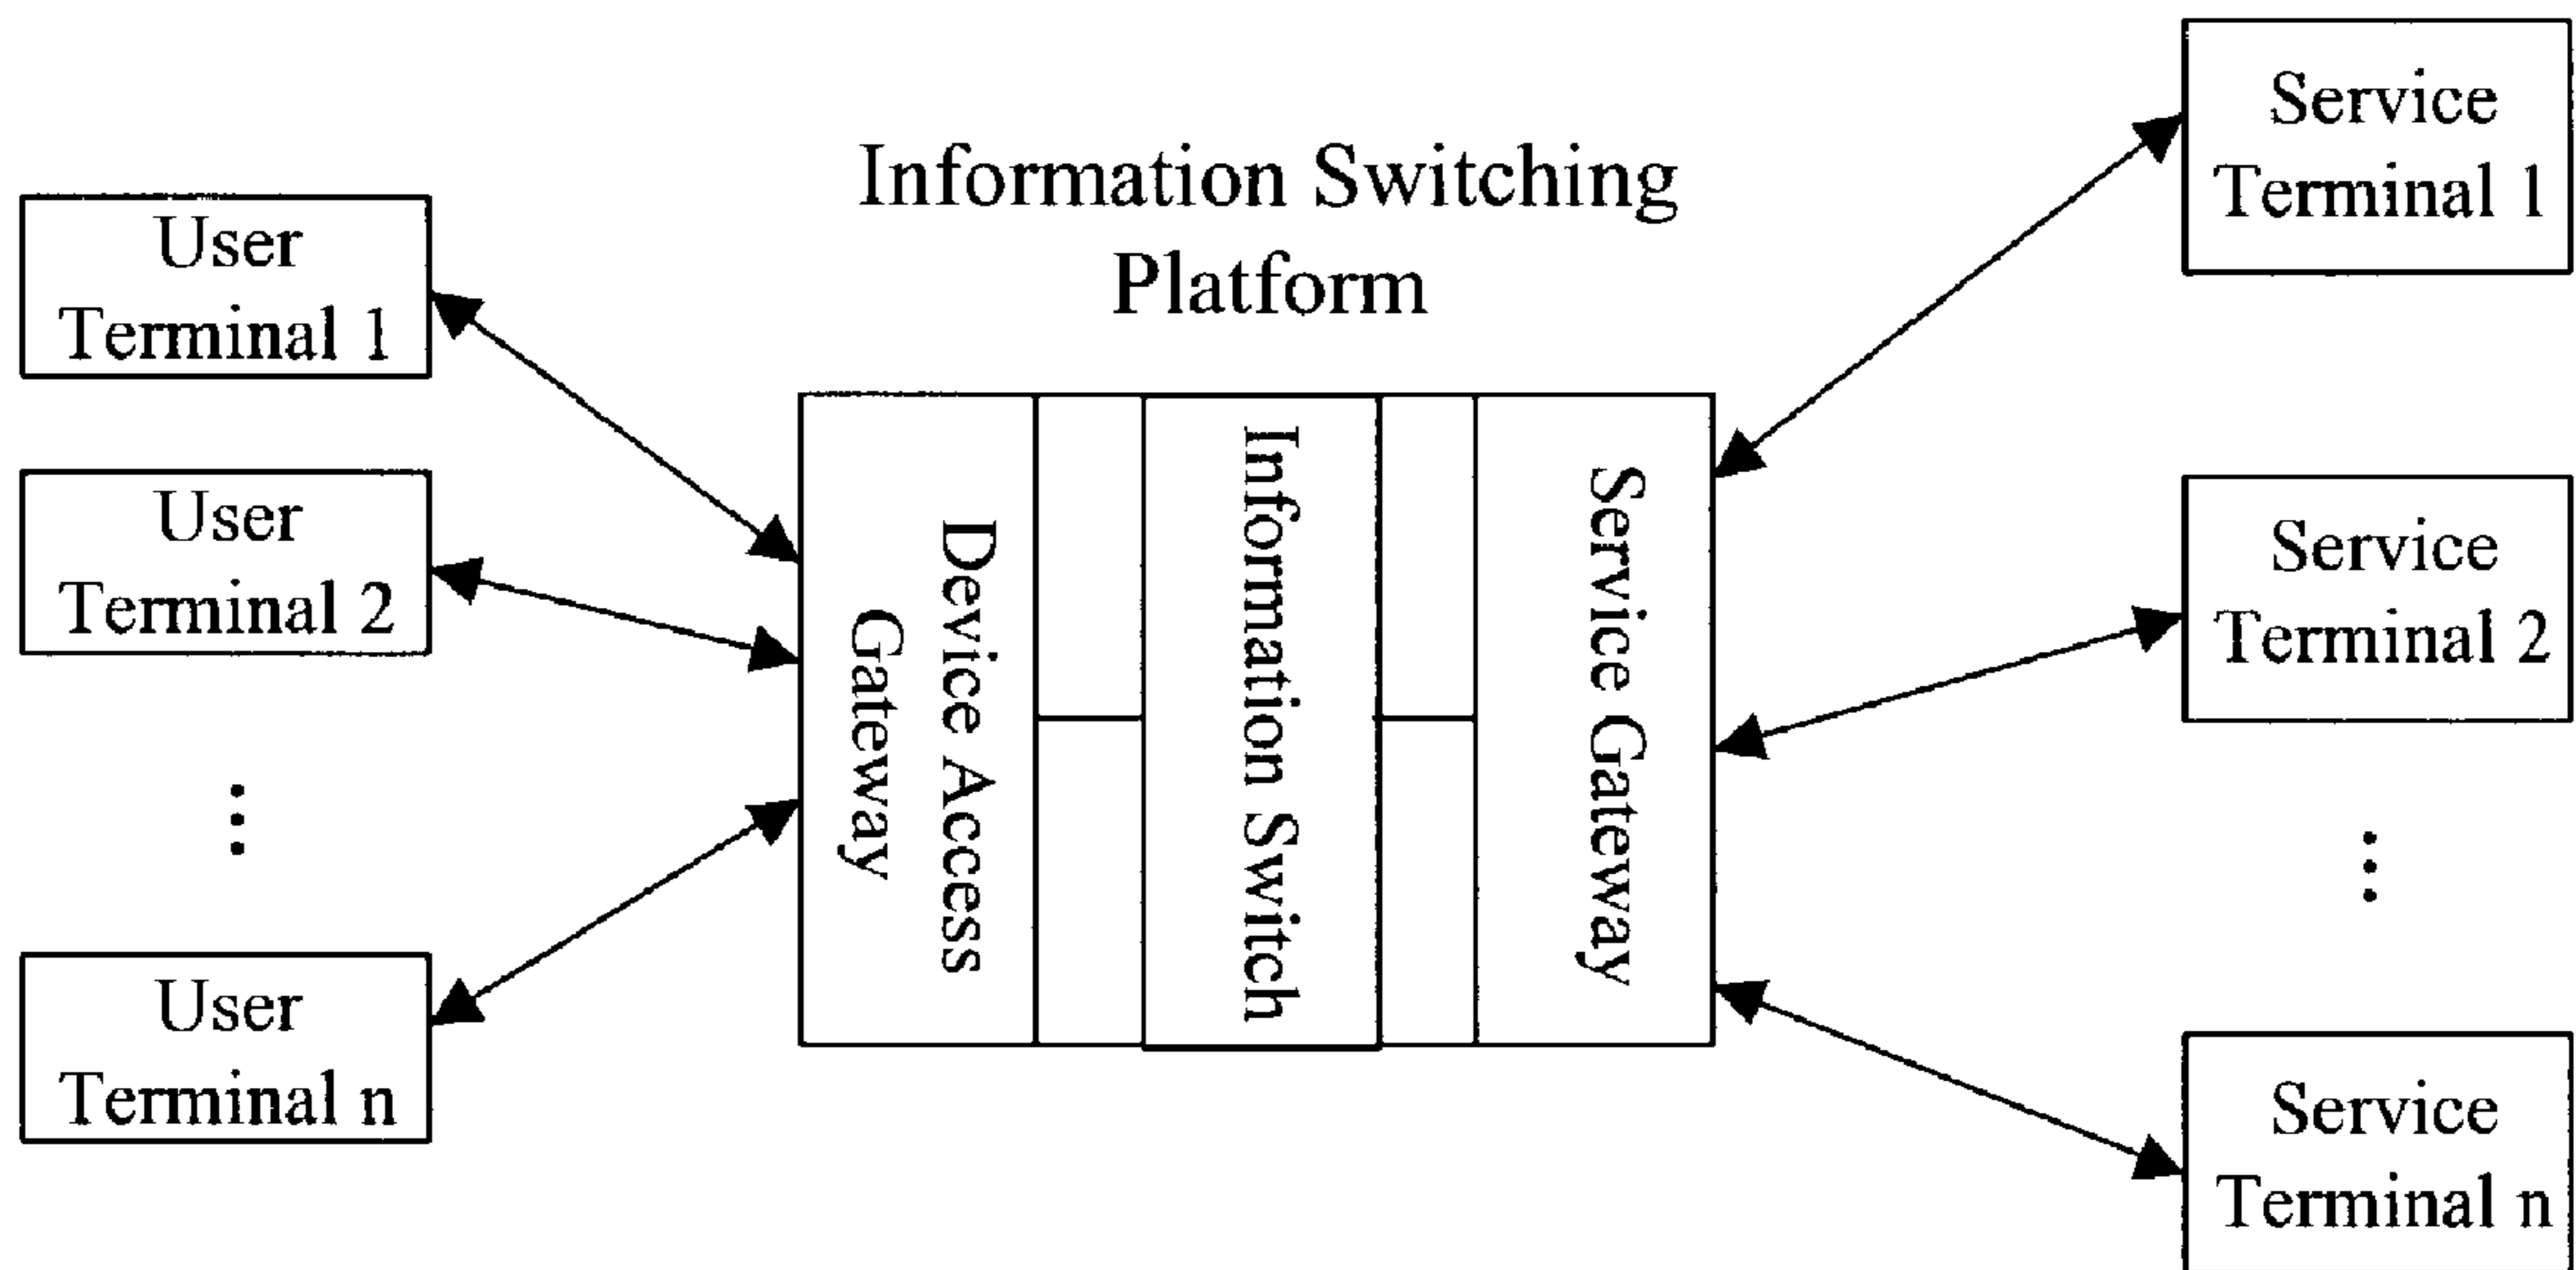 Information Switching
Platform
User
Terminal 1
User
Terminal 2
User
Terminal n
Device Access
Gateway
Information Switch
Service Gateway
Service
Terminal 1
Service
Terminal 2
Service
Terminal n